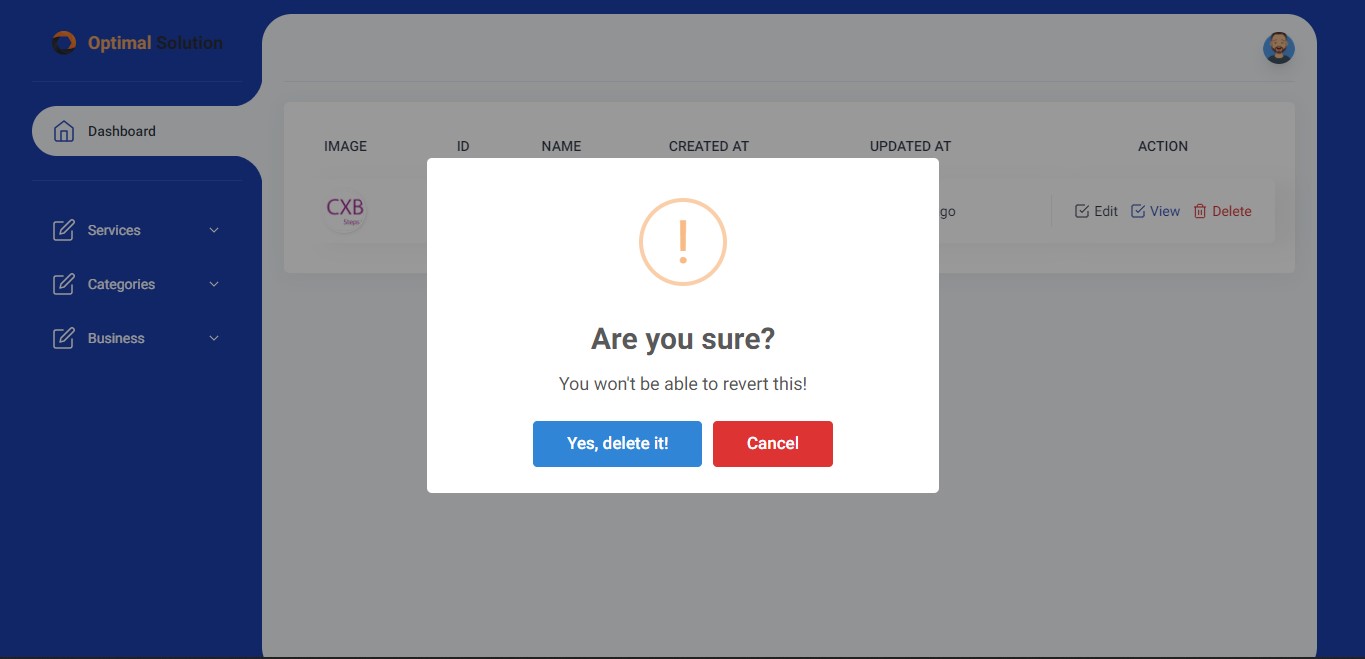 Optimal Solution
Dashboard
Services
Categories
Business
IMAGE ID NAME CREATED AT UPDATED AT ACTION
CXB
Steps
go Edit View Delete
!
Are you sure?
You won't be able to revert this!
Yes, delete it! Cancel